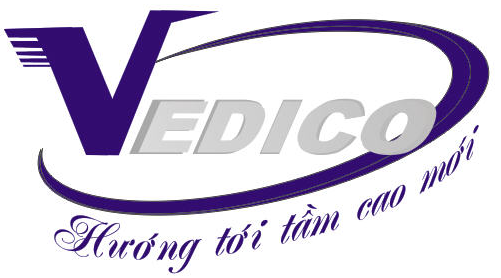 VEDICO
Hướng tới tầm cao mới